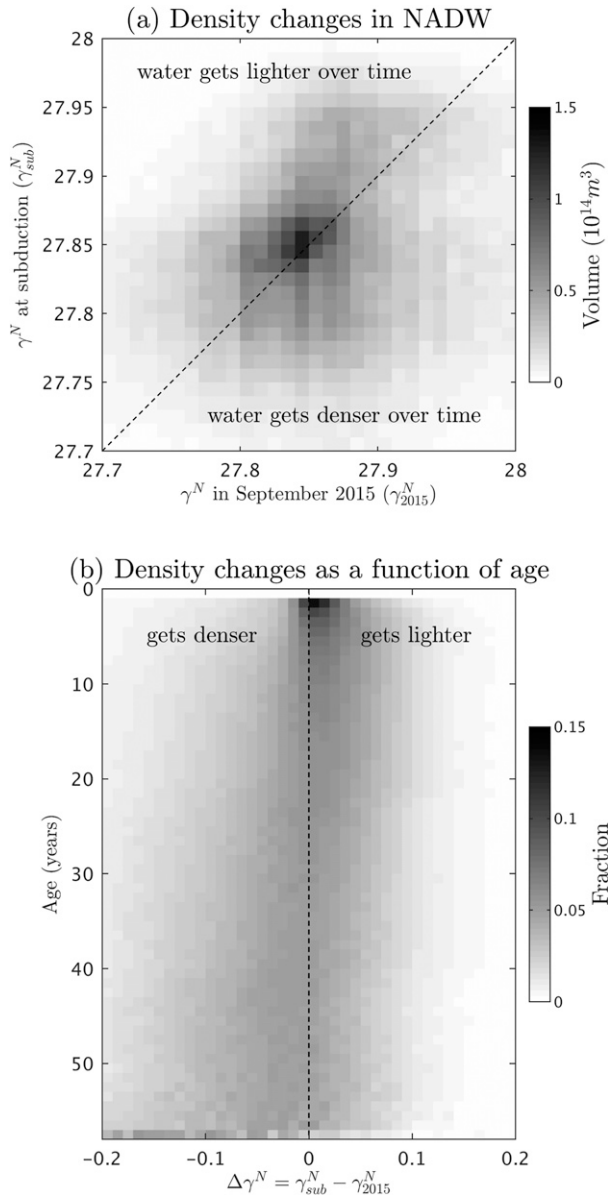 (a) Density changes in NADW
28
27.95
27.9
27.85
27.8
27.75
27.7
γ^N at subduction (γ^N_sub)
water gets lighter over time
water gets denser over time
27.7
27.8
27.9
28
γ^N in September 2015 (γ^N_2015)
1.5
1
0.5
0
Volume (10^14 m^3)
(b) Density changes as a function of age
0
10
20
30
40
50
Age (years)
gets denser
gets lighter
-0.2
-0.1
0
0.1
0.2
Δγ^N = γ^N_sub − γ^N_2015
0.15
0.1
0.05
0
Fraction